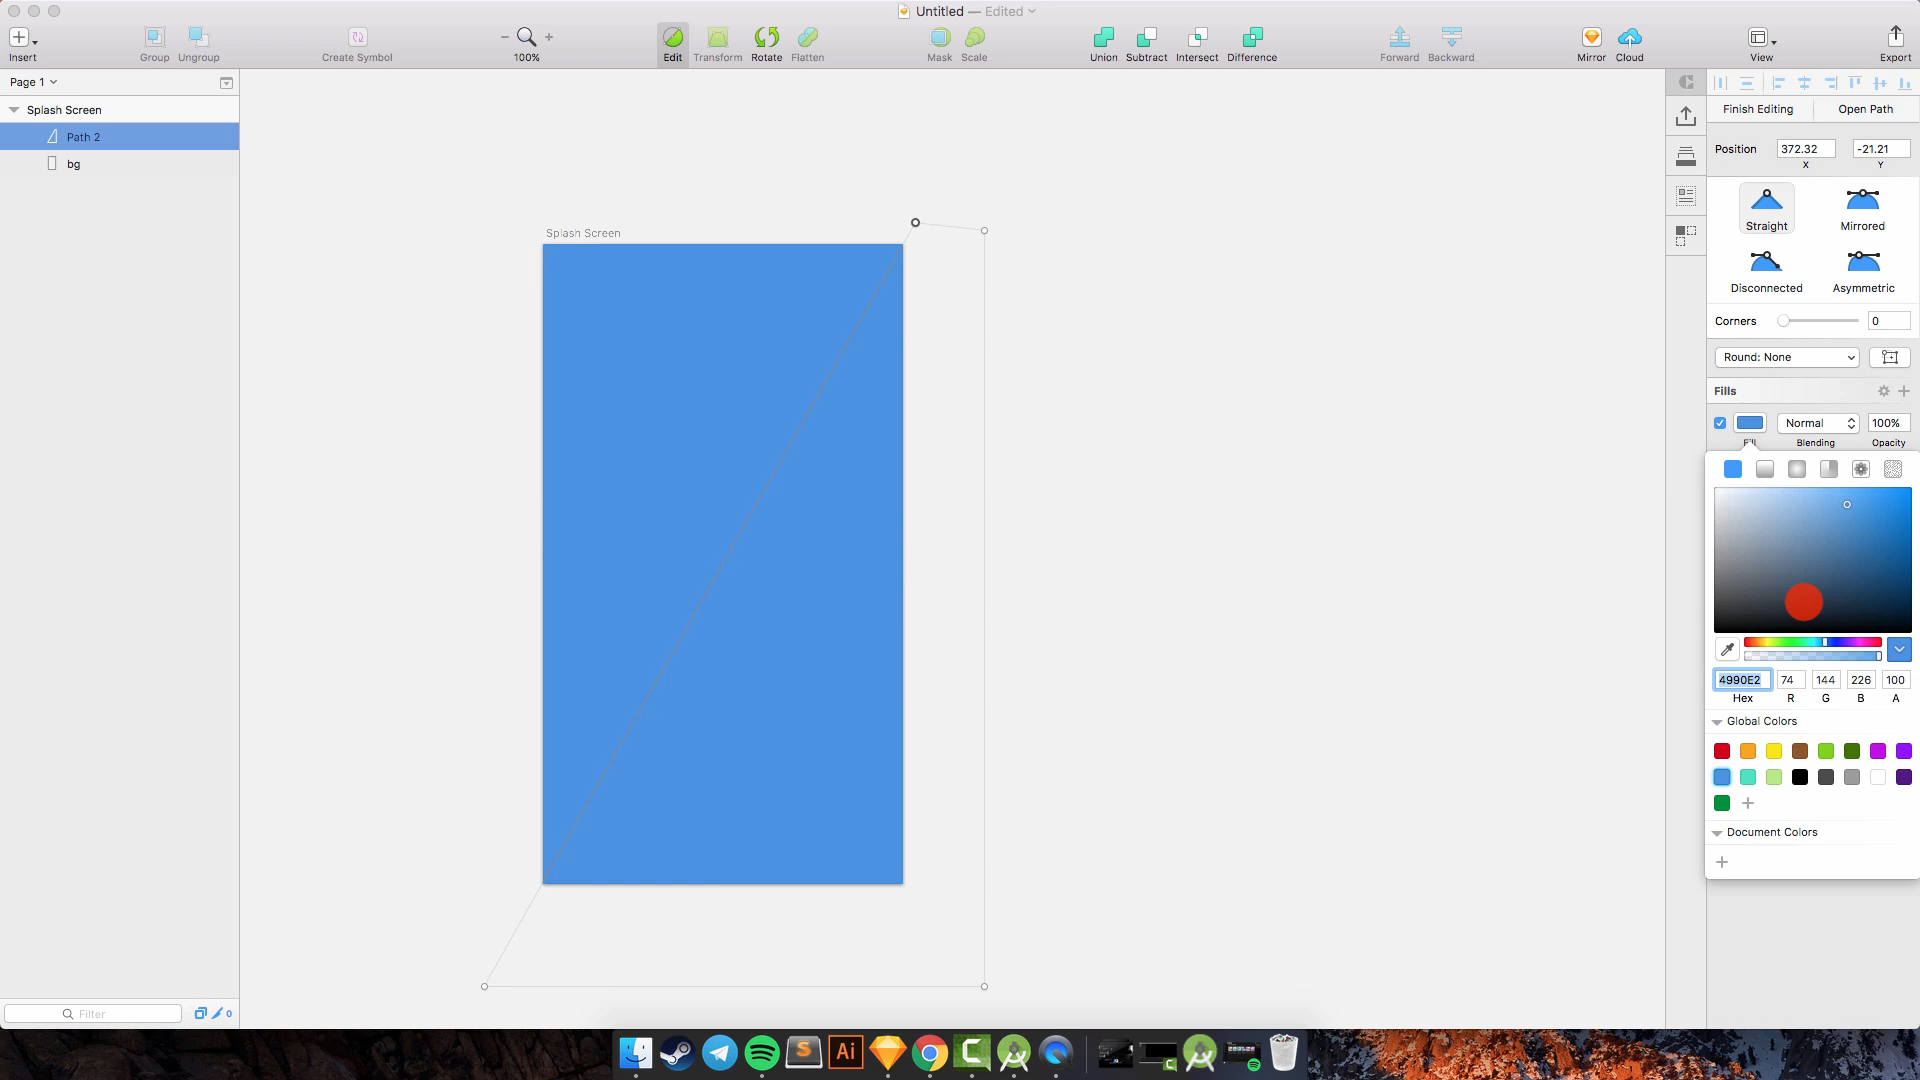 Untitled — Edited
Insert
Group
Ungroup
Create Symbol
100%
Edit
Transform
Rotate
Flatten
Mask
Scale
Union
Subtract
Intersect
Difference
Forward
Backward
Mirror
Cloud
View
Export
Page 1
Splash Screen
Path 2
bg
Splash Screen
Finish Editing
Open Path
Position
372.32
-21.21
X
Y
Straight
Mirrored
Disconnected
Asymmetric
Corners
0
Round: None
Fills
Normal
100%
Fill
Blending
Opacity
4990E2
74
144
226
100
Hex
R
G
B
A
Global Colors
Document Colors
Filter
0
S
Ai